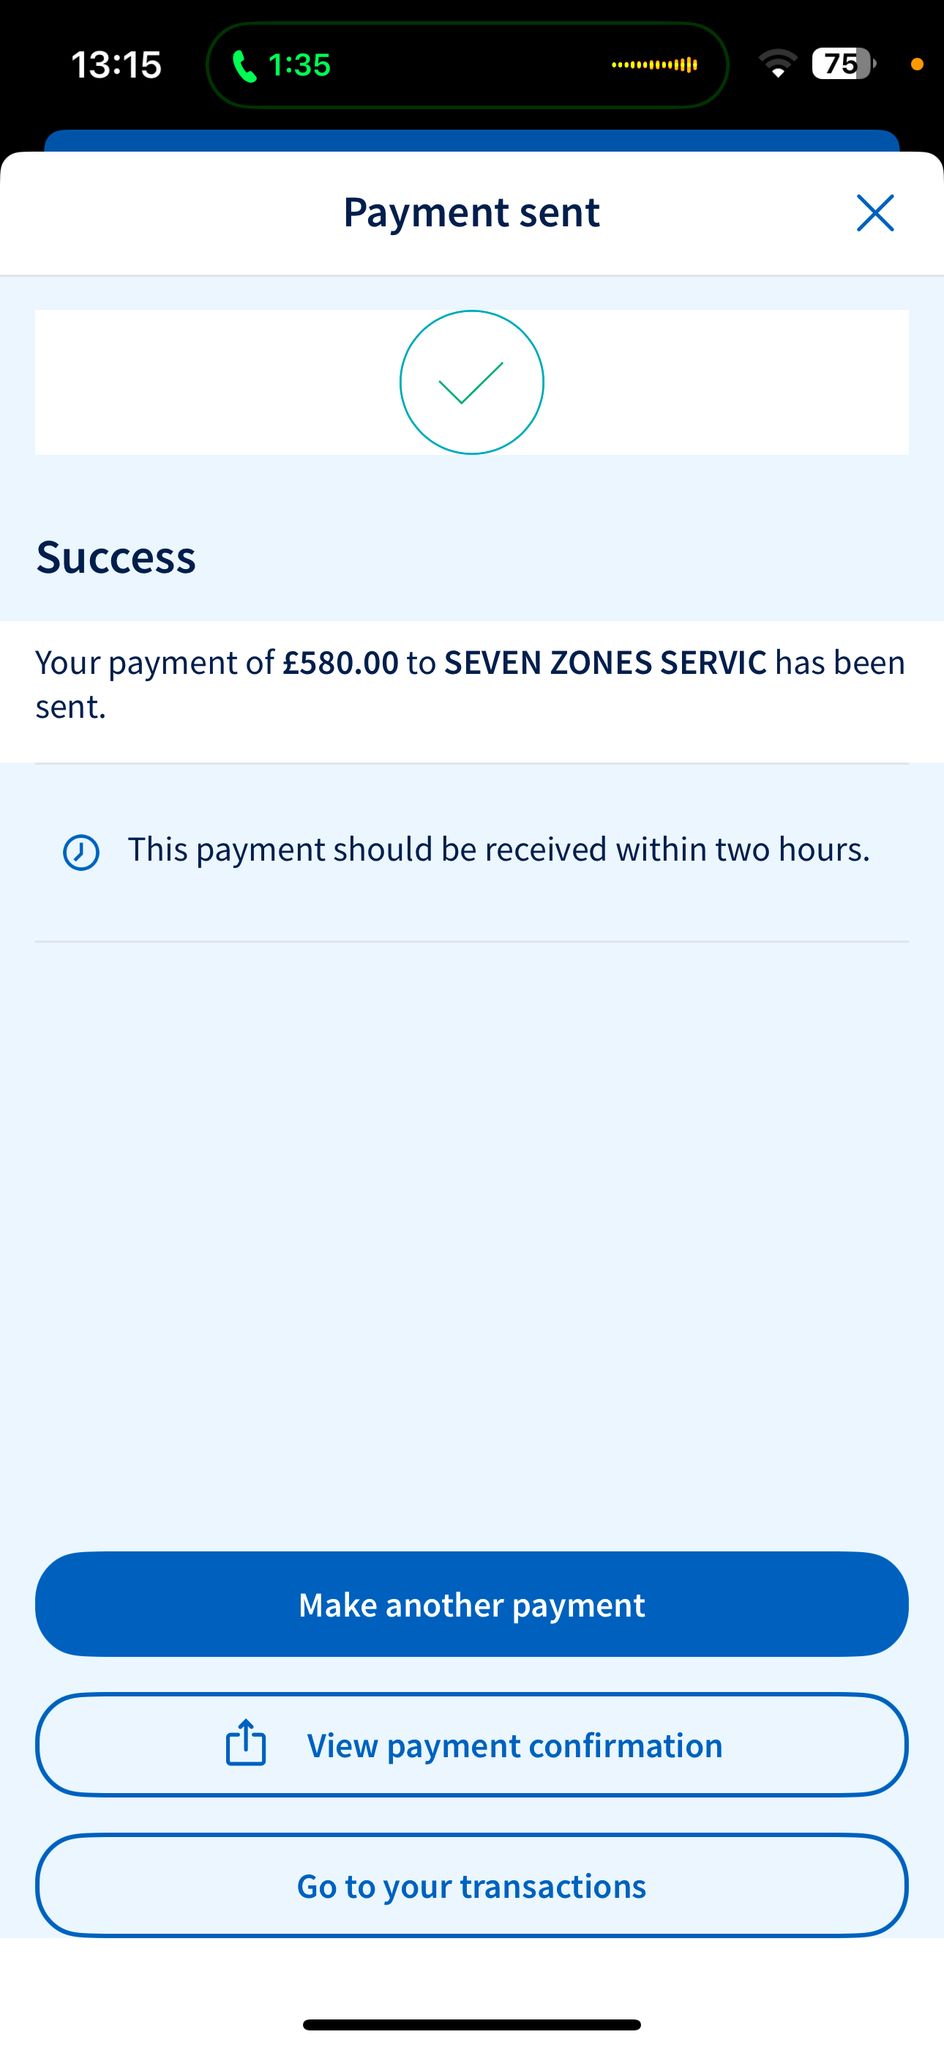 13:15 1:35 75
Payment sent
Success
Your payment of £580.00 to SEVEN ZONES SERVIC has been
sent.
This payment should be received within two hours.
Make another payment
View payment confirmation
Go to your transactions